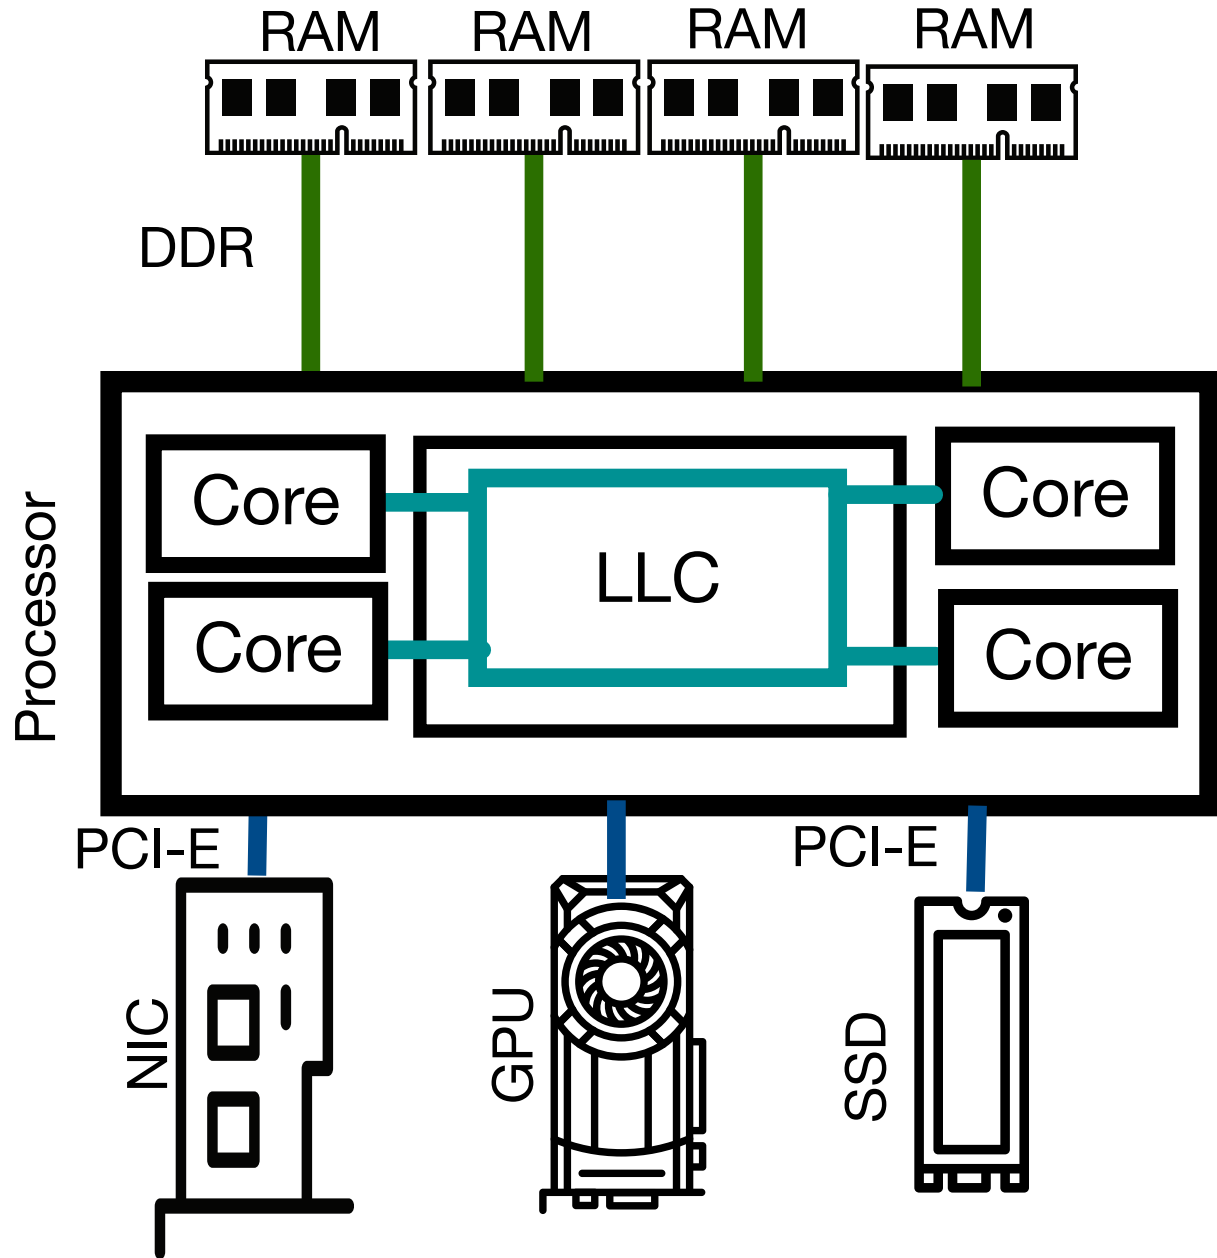 RAM
RAM
RAM
RAM
DDR
Processor
Core
Core
LLC
Core
Core
PCI-E
PCI-E
NIC
GPU
SSD